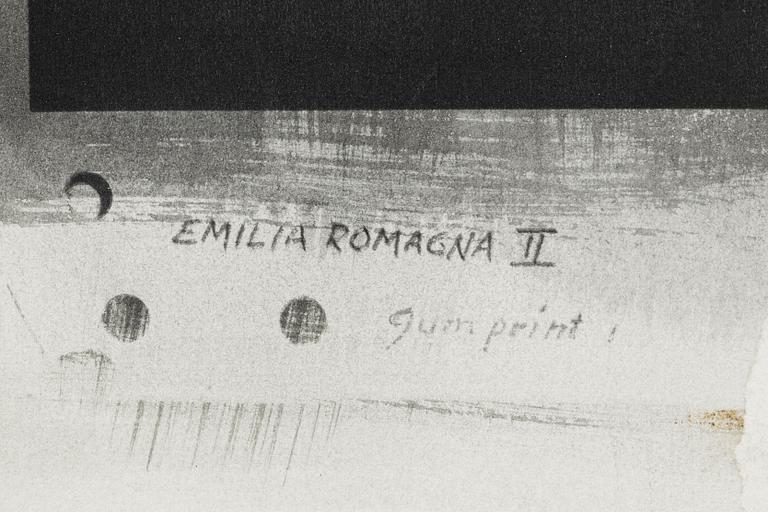 EMILIA ROMAGNA II
Gum print